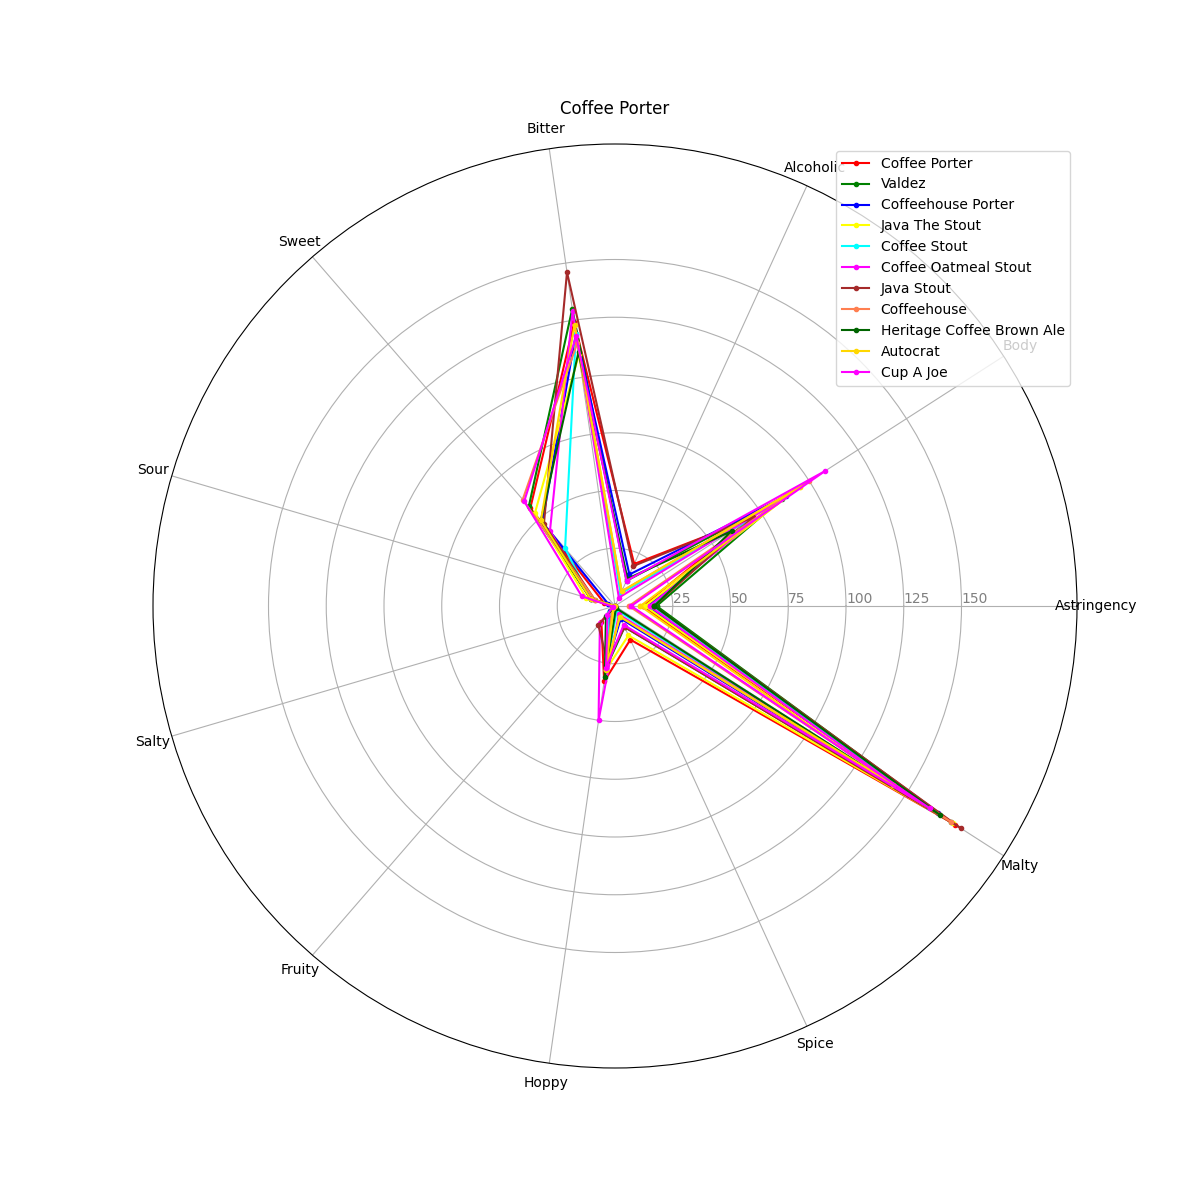 Coffee Porter
Bitter
Alcoholic
Sweet
Coffee Porter
Valdez
Coffeehouse Porter
Java The Stout
Coffee Stout
Coffee Oatmeal Stout
Java Stout
Coffeehouse
Heritage Coffee Brown Ale
Autocrat
Cup A Joe
Body
Sour
25 50 75 100 125 150
Astringency
Salty
Malty
Fruity
Spice
Hoppy